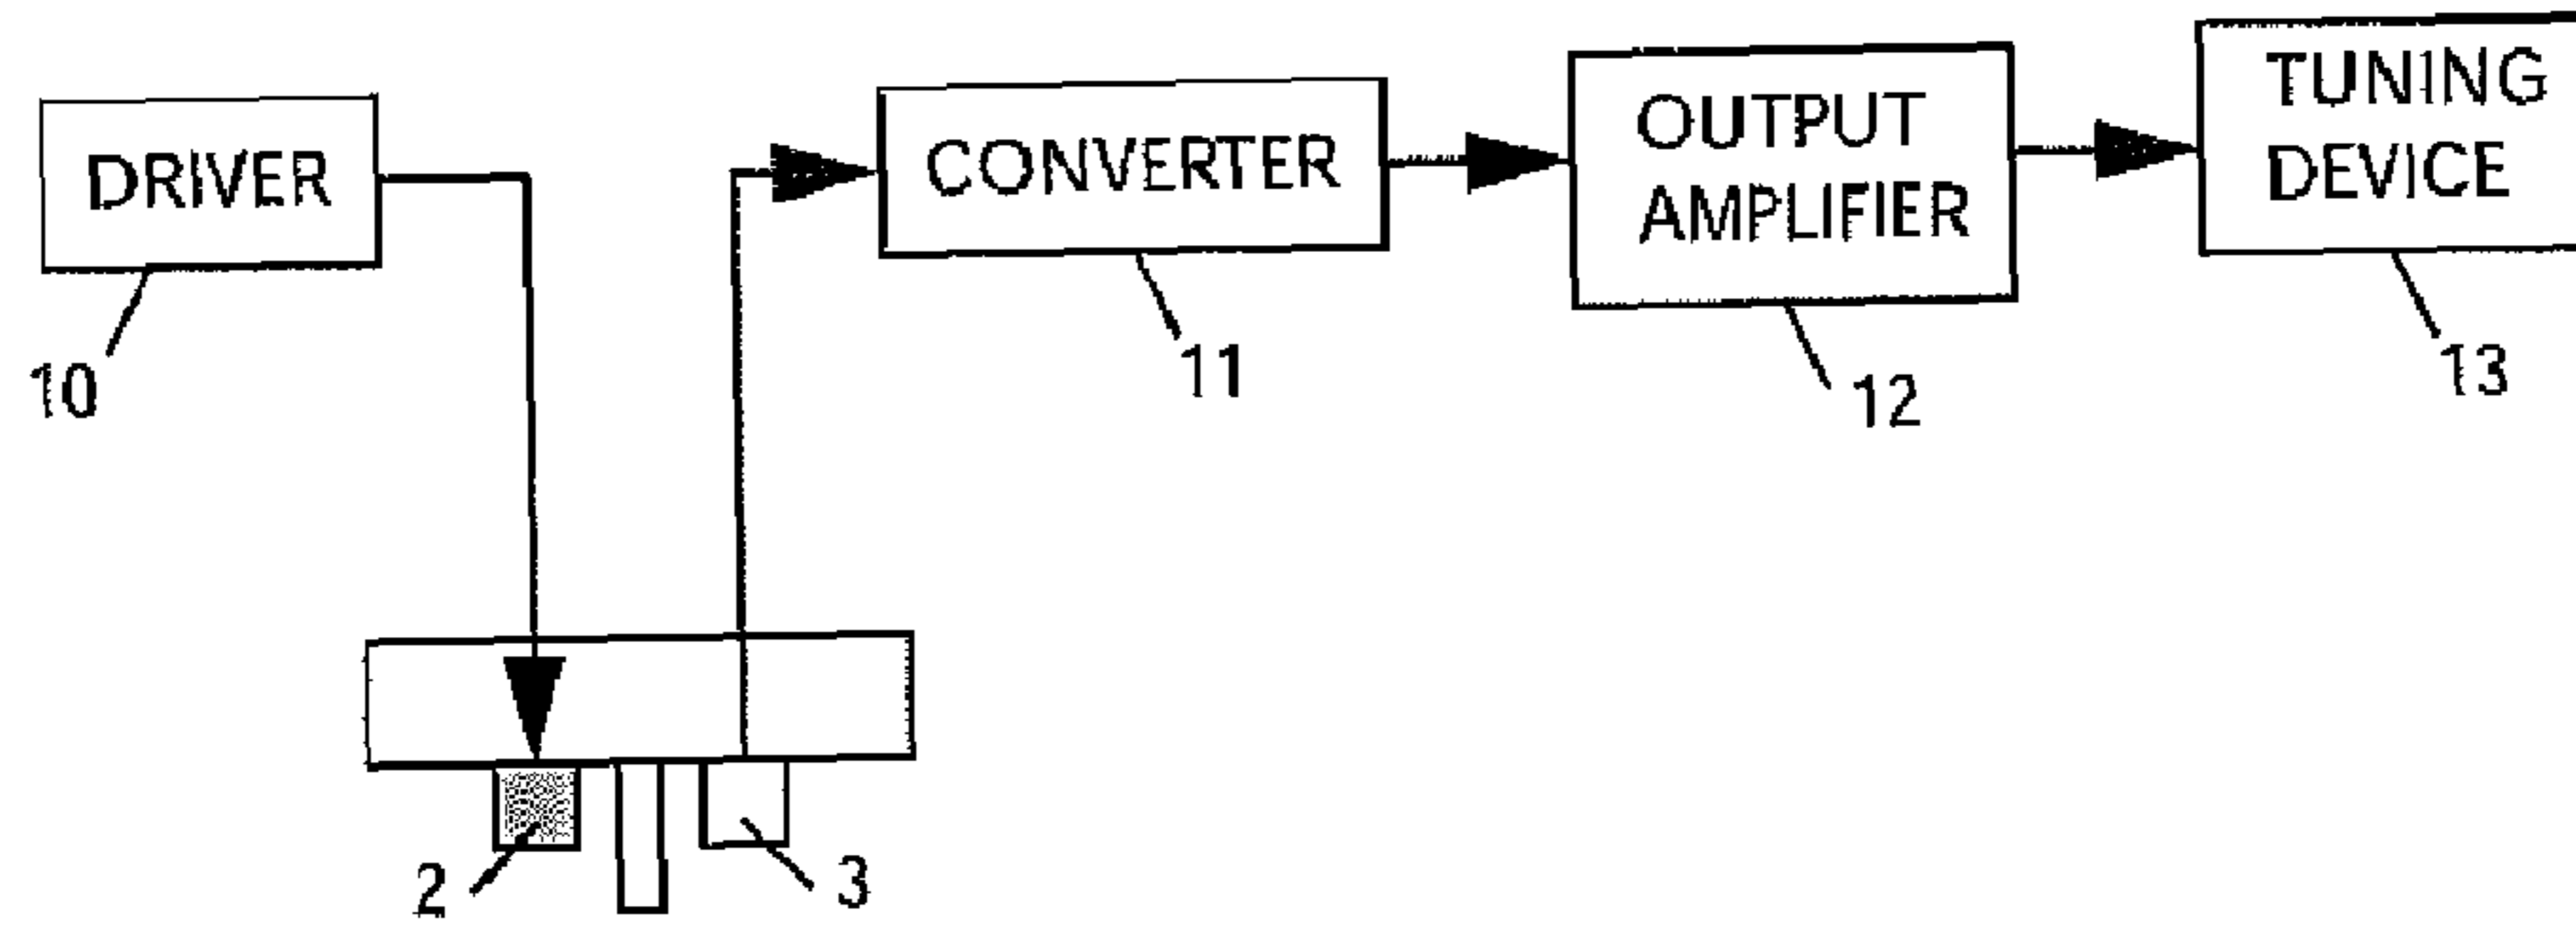 DRIVER
CONVERTER
OUTPUT
AMPLIFIER
TUNING
DEVICE
10
11
12
13
2
3